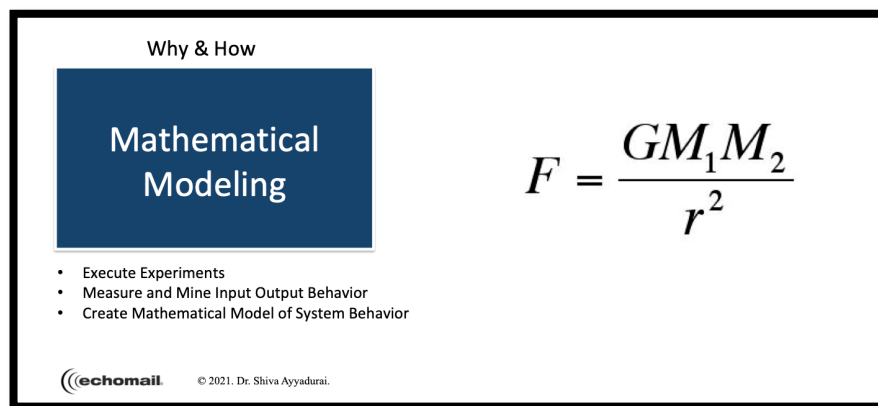 Why & How
Mathematical
Modeling
F = GM₁M₂ / r²
• Execute Experiments
• Measure and Mine Input Output Behavior
• Create Mathematical Model of System Behavior
echomail. © 2021. Dr. Shiva Ayyadurai.